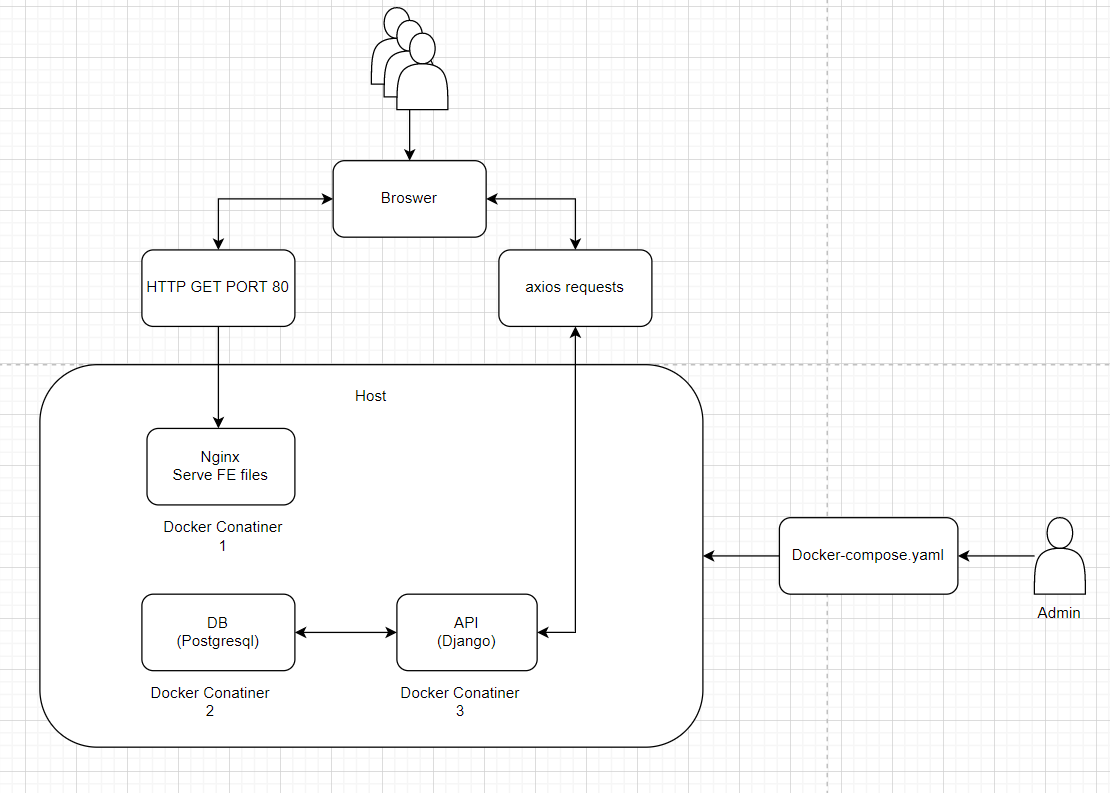 Broswer
HTTP GET PORT 80
axios requests
Host
Nginx
Serve FE files
Docker Conatiner
1
Docker-compose.yaml
Admin
DB
(Postgresql)
API
(Django)
Docker Conatiner
2
Docker Conatiner
3